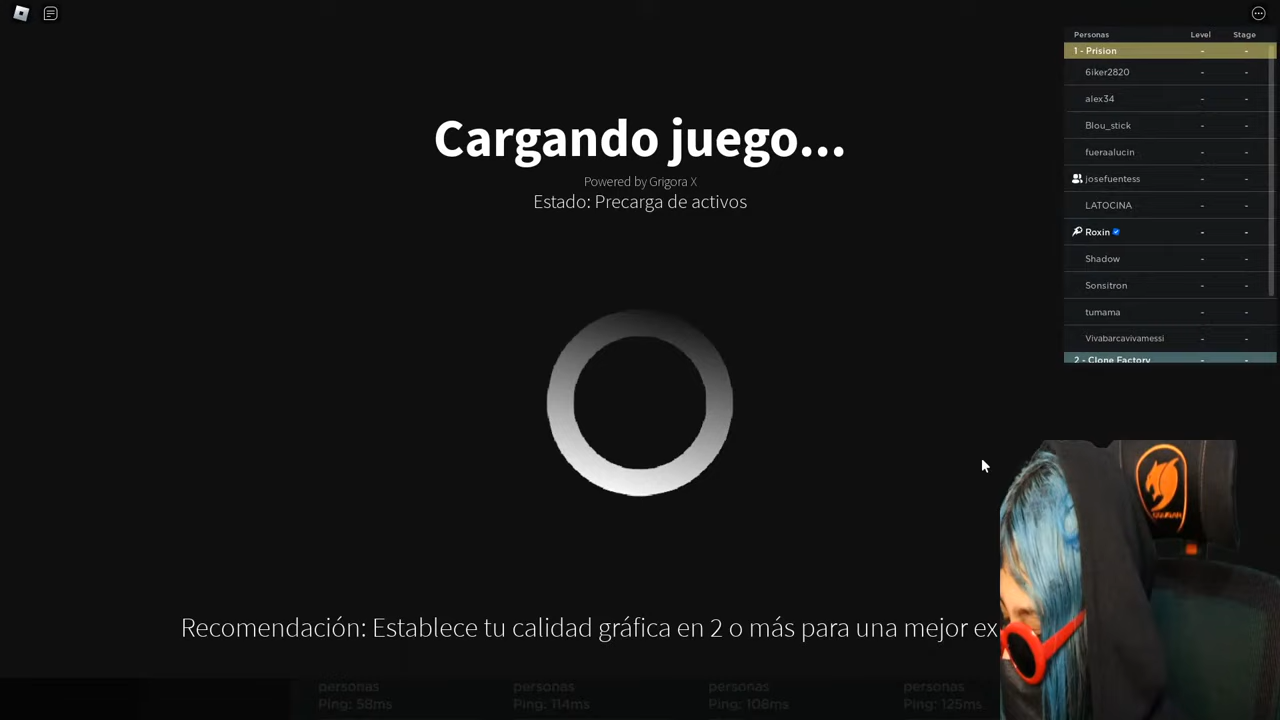 Personas Level Stage
1 - Prision - -
6iker2820 - -
alex34 - -
Blou_stick - -
fueraalucin - -
josefuentess - -
LATOCINA - -
Roxin - -
Shadow - -
Sonsitron - -
tumama - -
Vivabarcavivamessi - -
2 - Clone Factory - -
Cargando juego...
Powered by Grigora X
Estado: Precarga de activos
Recomendación: Establece tu calidad gráfica en 2 o más para una mejor ex
personas personas personas personas
Ping: 58ms Ping: 114ms Ping: 108ms Ping: 125ms